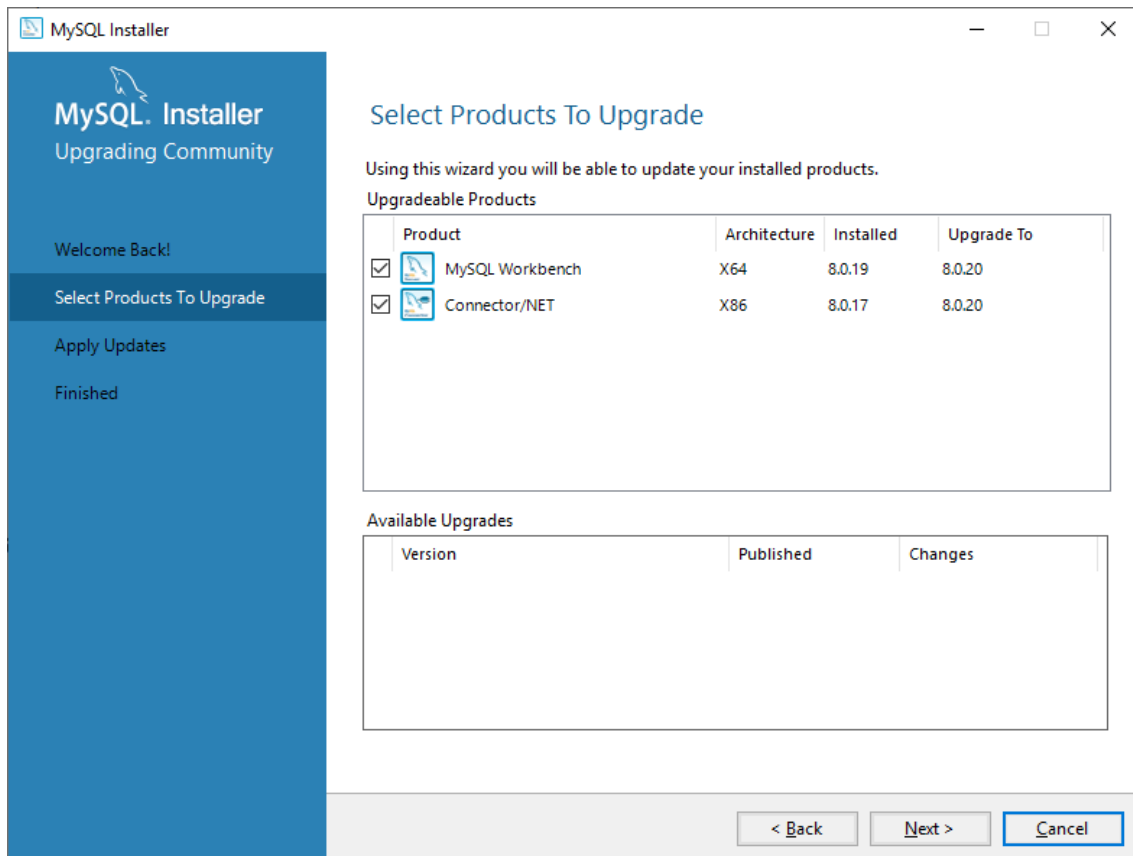 MySQL Installer
MySQL. Installer
Upgrading Community
Welcome Back!
Select Products To Upgrade
Apply Updates
Finished
Select Products To Upgrade
Using this wizard you will be able to update your installed products.
Upgradeable Products
Product Architecture Installed Upgrade To
MySQL Workbench X64 8.0.19 8.0.20
Connector/NET X86 8.0.17 8.0.20
Available Upgrades
Version Published Changes
< Back Next > Cancel